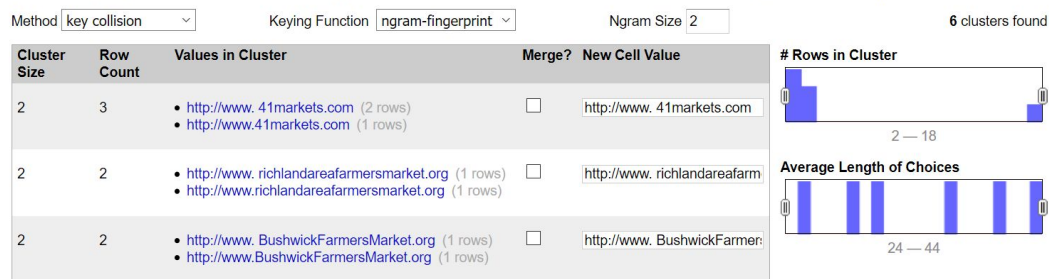 Method key collision Keying Function ngram-fingerprint Ngram Size 2 6 clusters found
Cluster Size Row Count Values in Cluster Merge? New Cell Value
2 3 • http://www. 41markets.com (2 rows) http://www. 41markets.com
• http://www.41markets.com (1 rows)
2 2 • http://www. richlandareafarmersmarket.org (1 rows) http://www. richlandareafarm
• http://www.richlandareafarmersmarket.org (1 rows)
2 2 • http://www. BushwickFarmersMarket.org (1 rows) http://www. BushwickFarmer
• http://www.BushwickFarmersMarket.org (1 rows)
# Rows in Cluster
2 — 18
Average Length of Choices
24 — 44